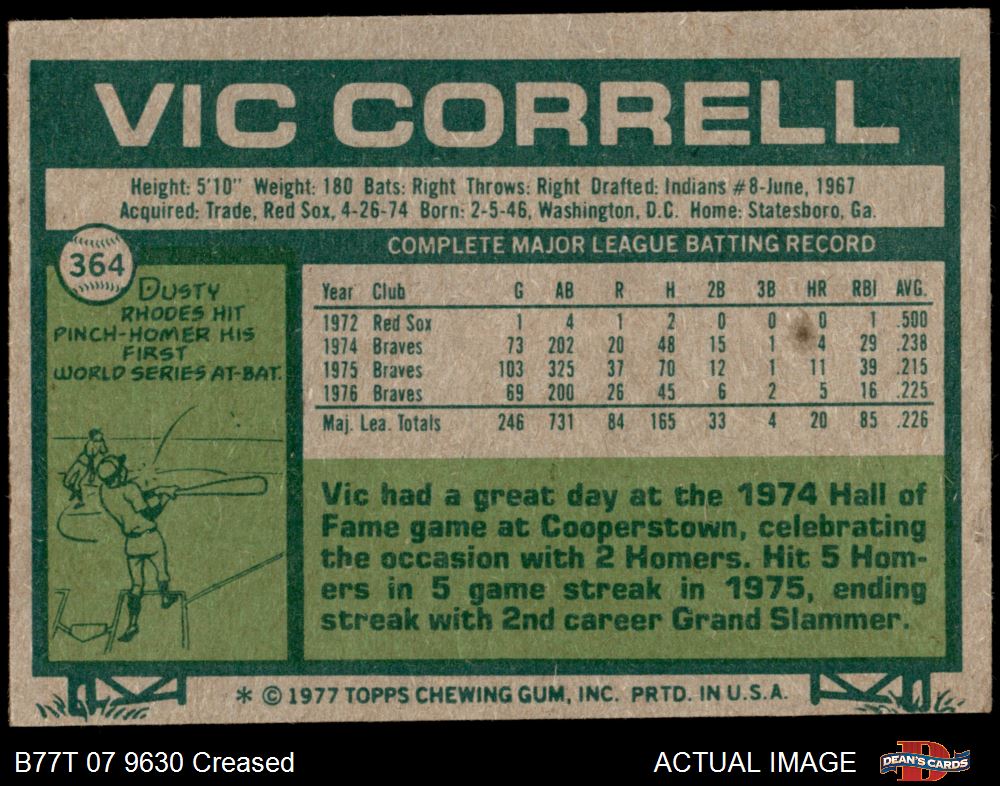 VIC CORRELL
Height: 5'10" Weight: 180 Bats: Right Throws: Right Drafted: Indians #8-June, 1967
Acquired: Trade, Red Sox, 4-26-74 Born: 2-5-46, Washington, D.C. Home: Statesboro, Ga.
364
DUSTY
RHODES HIT
PINCH-HOMER HIS
FIRST
WORLD SERIES AT-BAT.
COMPLETE MAJOR LEAGUE BATTING RECORD
Year Club G AB R H 2B 3B HR RBI AVG.
1972 Red Sox 1 4 1 2 0 0 0 1 .500
1974 Braves 73 202 20 48 15 1 4 29 .238
1975 Braves 103 325 37 70 12 1 11 39 .215
1976 Braves 69 200 26 45 6 2 5 16 .225
Maj. Lea. Totals 246 731 84 165 33 4 20 85 .226
Vic had a great day at the 1974 Hall of
Fame game at Cooperstown, celebrating
the occasion with 2 Homers. Hit 5 Hom-
ers in 5 game streak in 1975, ending
streak with 2nd career Grand Slammer.
* © 1977 TOPPS CHEWING GUM, INC. PRTD. IN U.S.A.
B77T 07 9630 Creased
ACTUAL IMAGE
D
DEAN'S CARDS